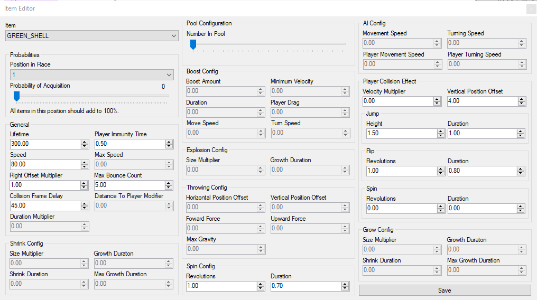 Item Editor
Item
GREEN_SHELL
Probabilities
Position in Race
1
Probability of Acquisition 0
All items in this position should add to 100%.
General
Lifetime Player Immunity Time
300.00 0.50
Speed Max Speed
80.00 0.00
Right Offset Multiplier Max Bounce Count
1.00 5.00
Collision Frame Delay Distance To Player Modifier
45.00 0.00
Duration Multiplier
0.00
Shrink Config
Size Multiplier Growth Duration
0.00 0.00
Shrink Duration Max Growth Duration
0.00 0.00
Pool Configuration
Number In Pool
Boost Config
Boost Amount Minimum Velocity
0.00 0.00
Duration Player Drag
0.00 0.00
Move Speed Turn Speed
0.00 0.00
Explosion Config
Size Multiplier Growth Duration
0.00 0.00
Throwing Config
Horizontal Position Offset Vertical Position Offset
0.00 0.00
Foward Force Upward Force
0.00 0.00
Max Gravity
0.00
Spin Config
Revolutions Duration
1.00 0.70
AI Config
Movement Speed Turning Speed
0.00 0.00
Player Movement Speed Player Turning Speed
0.00 0.00
Player Collision Effect
Velocity Multiplier Vertical Position Offset
0.00 4.00
Jump
Height Duration
1.50 1.00
Flip
Revolutions Duration
1.00 0.80
Spin
Revolutions Duration
0.00 0.00
Grow Config
Size Multiplier Growth Duration
0.00 0.00
Shrink Duration Max Growth Duration
0.00 0.00
Save